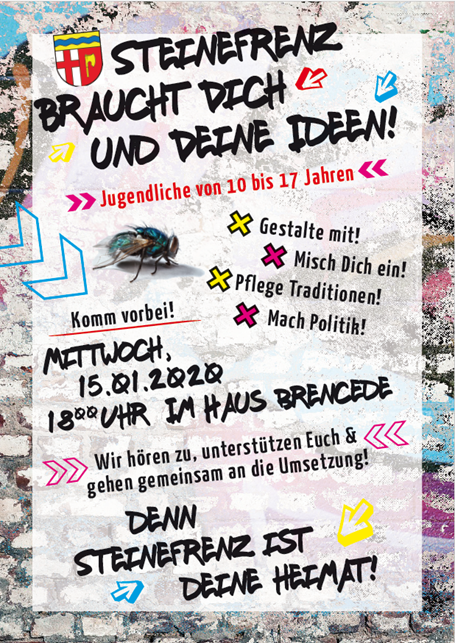 STEINEFRENZ
BRAUCHT DICH
UND DEINE IDEEN!
Jugendliche von 10 bis 17 Jahren
Gestalte mit!
Misch Dich ein!
Pflege Traditionen!
Mach Politik!
Komm vorbei!
MITTWOCH,
15.01.2020
18⁰⁰ UHR IM HAUS BRENCEDE
Wir hören zu, unterstützen Euch &
gehen gemeinsam an die Umsetzung!
DENN
STEINEFRENZ IST
DEINE HEIMAT!